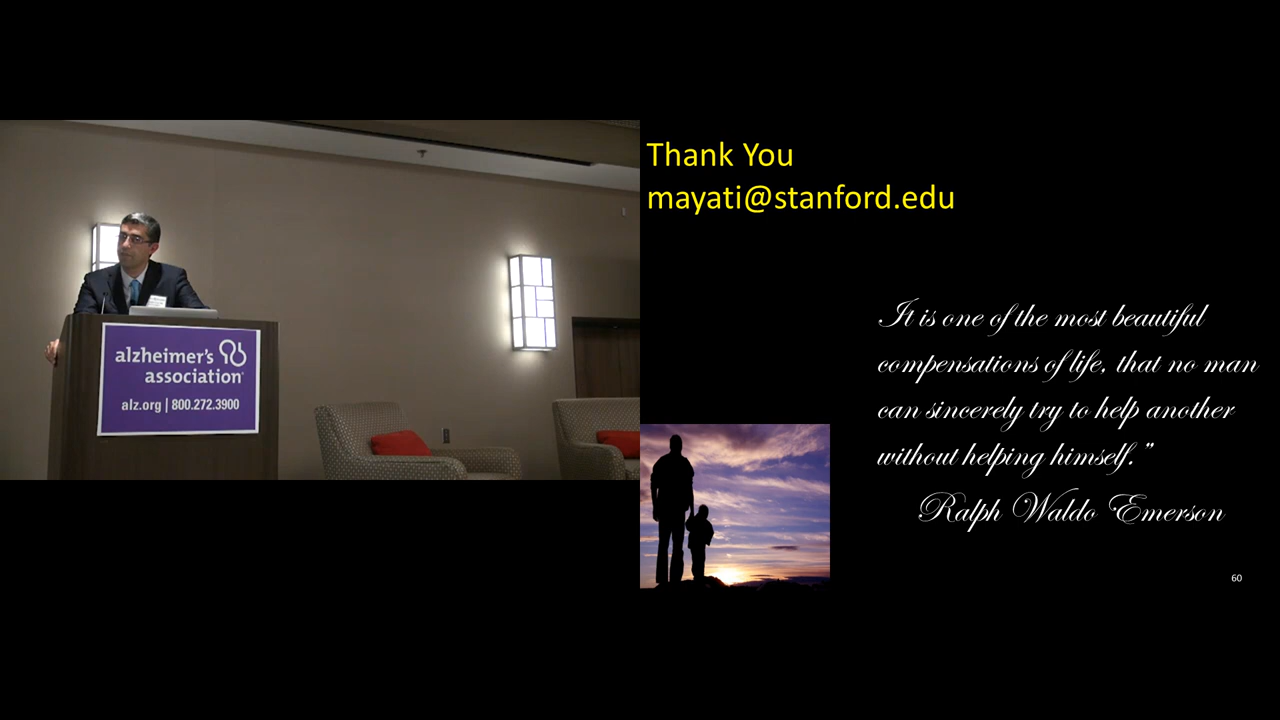 alzheimer's
association
alz.org | 800.272.3900
Thank You
mayati@stanford.edu
It is one of the most beautiful
compensations of life, that no man
can sincerely try to help another
without helping himself."
Ralph Waldo Emerson
60